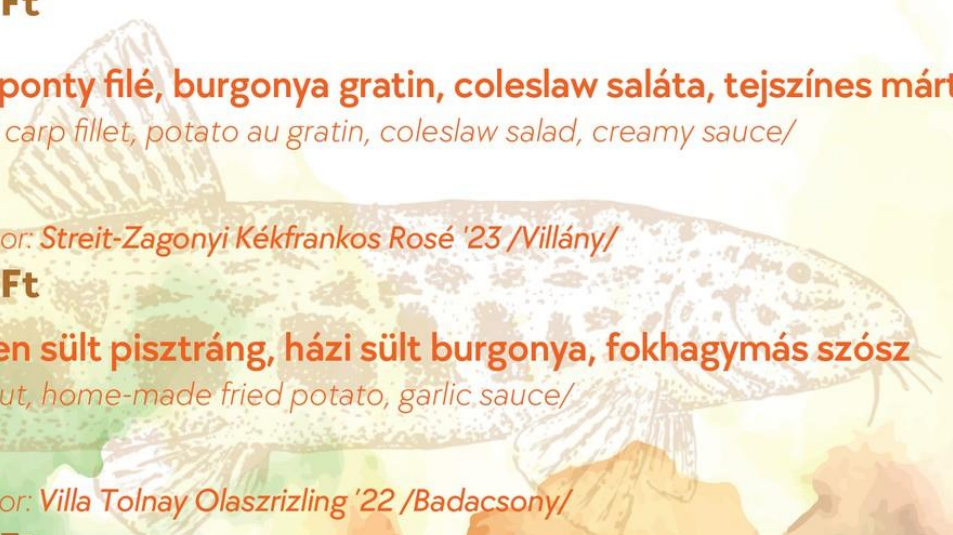 Ft
ponty filé, burgonya gratin, coleslaw saláta, tejszínes márt
carp fillet, potato au gratin, coleslaw salad, creamy sauce/
or: Streit-Zagonyi Kékfrankos Rosé '23 /Villány/
Ft
en sült pisztráng, házi sült burgonya, fokhagymás szósz
ut, home-made fried potato, garlic sauce/
or: Villa Tolnay Olaszrizling '22 /Badacsony/